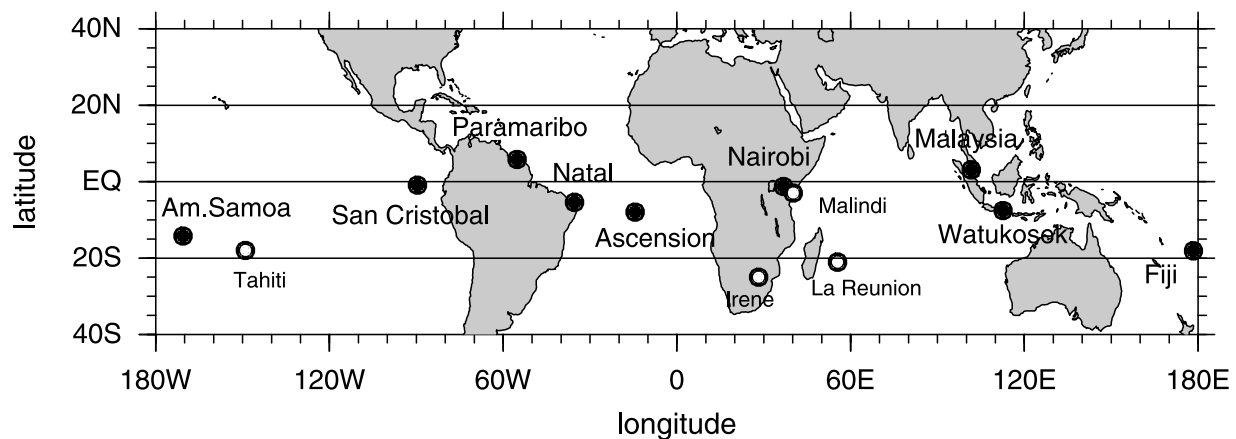 40N
20N
EQ
20S
40S
latitude
Paramaribo
Malaysia
Nairobi
Natal
Am.Samoa
San Cristobal
Malindi
Ascension
Watukosek
Tahiti
Fiji
La Reunion
Irene
180W
120W
60W
0
60E
120E
180E
longitude